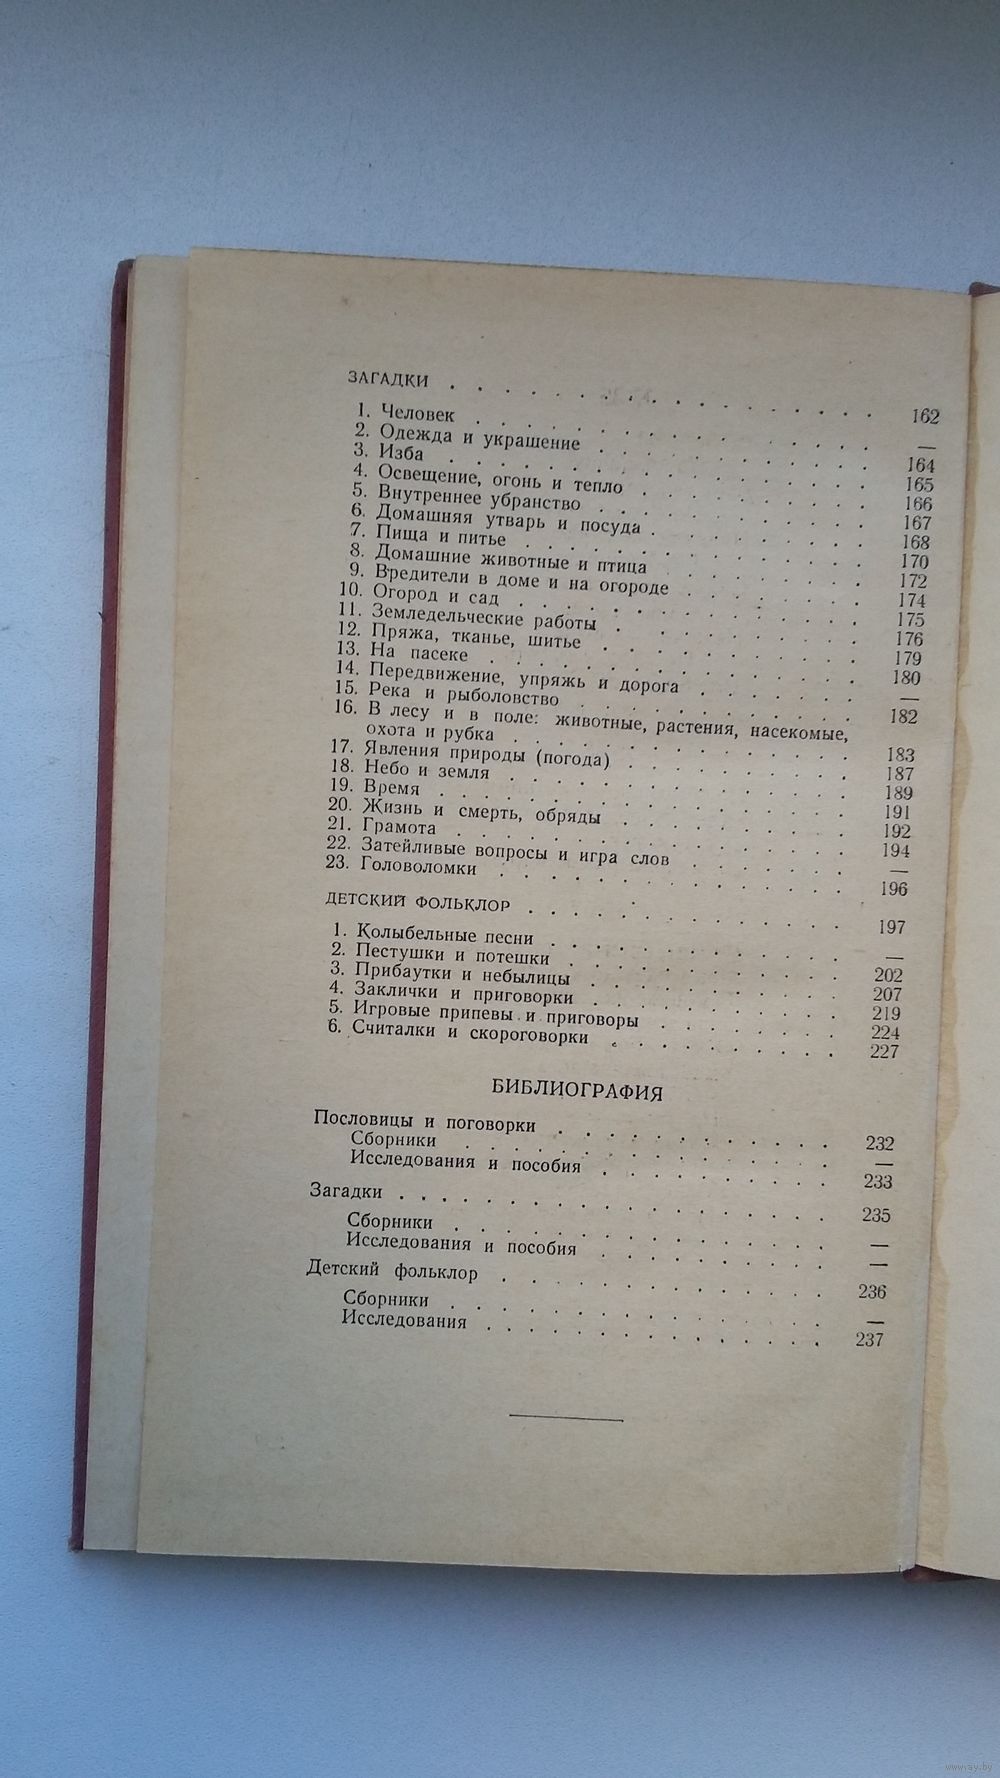 ЗАГАДКИ . . . . . . . . . . . . . . . . 162
1. Человек . . . . . . . . . . . . . . . —
2. Одежда и украшение . . . . . . . . . . . 164
3. Изба . . . . . . . . . . . . . . . . 165
4. Освещение, огонь и тепло . . . . . . . . . 166
5. Внутреннее убранство . . . . . . . . . . 167
6. Домашняя утварь и посуда . . . . . . . . . 168
7. Пища и питье . . . . . . . . . . . . . 170
8. Домашние животные и птица . . . . . . . . 172
9. Вредители в доме и на огороде . . . . . . . 174
10. Огород и сад . . . . . . . . . . . . . 175
11. Земледельческие работы . . . . . . . . . . 176
12. Пряжа, тканье, шитье . . . . . . . . . . 179
13. На пасеке . . . . . . . . . . . . . . 180
14. Передвижение, упряжь и дорога . . . . . . . —
15. Река и рыболовство . . . . . . . . . . . 182
16. В лесу и в поле: животные, растения, насекомые,
охота и рубка . . . . . . . . . . . . . 183
17. Явления природы (погода) . . . . . . . . . 187
18. Небо и земля . . . . . . . . . . . . . 189
19. Время . . . . . . . . . . . . . . . 191
20. Жизнь и смерть, обряды . . . . . . . . . 192
21. Грамота . . . . . . . . . . . . . . . 194
22. Затейливые вопросы и игра слов . . . . . . . —
23. Головоломки . . . . . . . . . . . . . 196
ДЕТСКИЙ ФОЛЬКЛОР . . . . . . . . . . . . . 197
1. Колыбельные песни . . . . . . . . . . . —
2. Пестушки и потешки . . . . . . . . . . . 202
3. Прибаутки и небылицы . . . . . . . . . . 207
4. Заклички и приговорки . . . . . . . . . . 219
5. Игровые припевы и приговоры . . . . . . . . 224
6. Считалки и скороговорки . . . . . . . . . 227
БИБЛИОГРАФИЯ
Пословицы и поговорки . . . . . . . . . . . 232
Сборники . . . . . . . . . . . . . . —
Исследования и пособия . . . . . . . . . 233
Загадки . . . . . . . . . . . . . . . . 235
Сборники . . . . . . . . . . . . . . —
Исследования и пособия . . . . . . . . . —
Детский фольклор . . . . . . . . . . . . . 236
Сборники . . . . . . . . . . . . . . —
Исследования . . . . . . . . . . . . . 237
www.ay.by